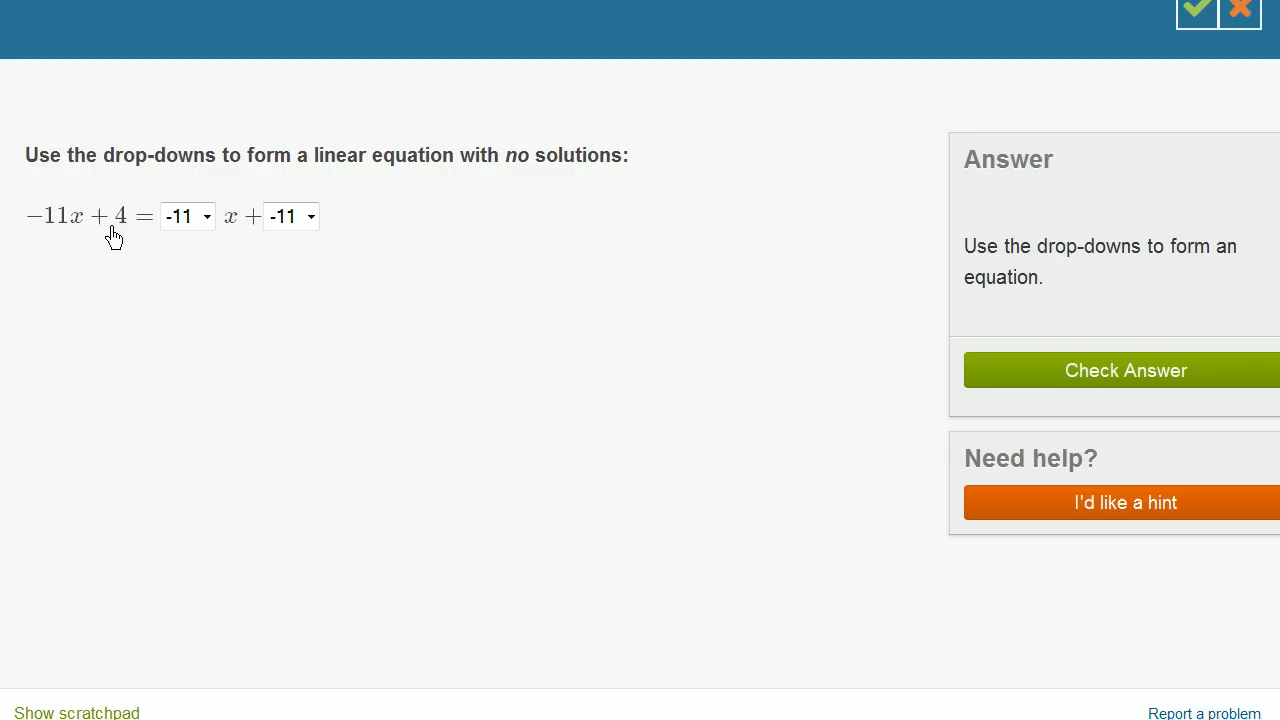 Use the drop-downs to form a linear equation with no solutions:
−11x + 4 = -11 x + -11
Answer
Use the drop-downs to form an
equation.
Check Answer
Need help?
I'd like a hint
Show scratchpad
Report a problem